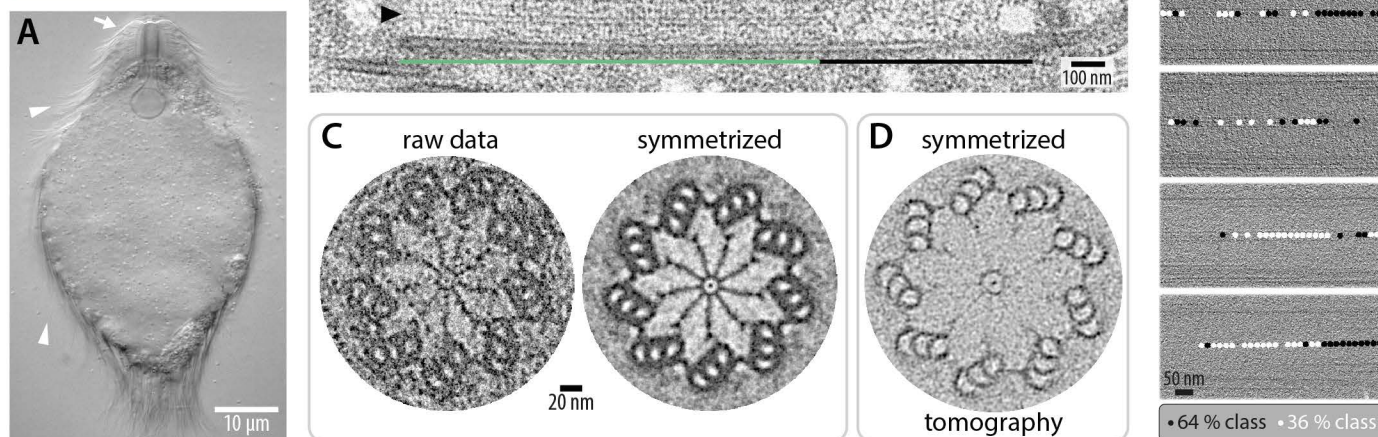 A
10 µm
100 nm
C
raw data
symmetrized
20 nm
D
symmetrized
tomography
50 nm
•64 % class •36 % class